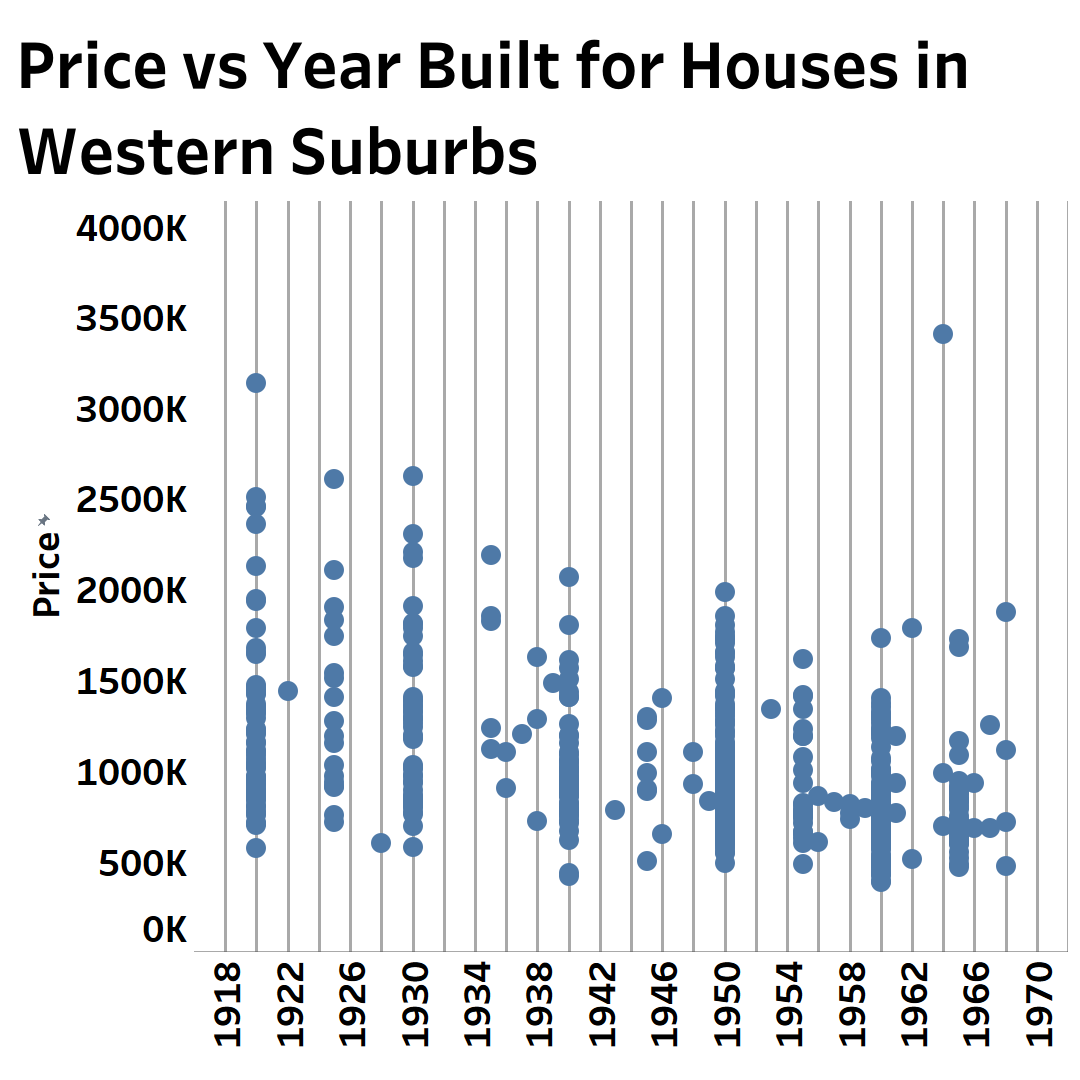 Price vs Year Built for Houses in
Western Suburbs
4000K
3500K
3000K
2500K
2000K
1500K
1000K
500K
0K
Price
1918
1922
1926
1930
1934
1938
1942
1946
1950
1954
1958
1962
1966
1970